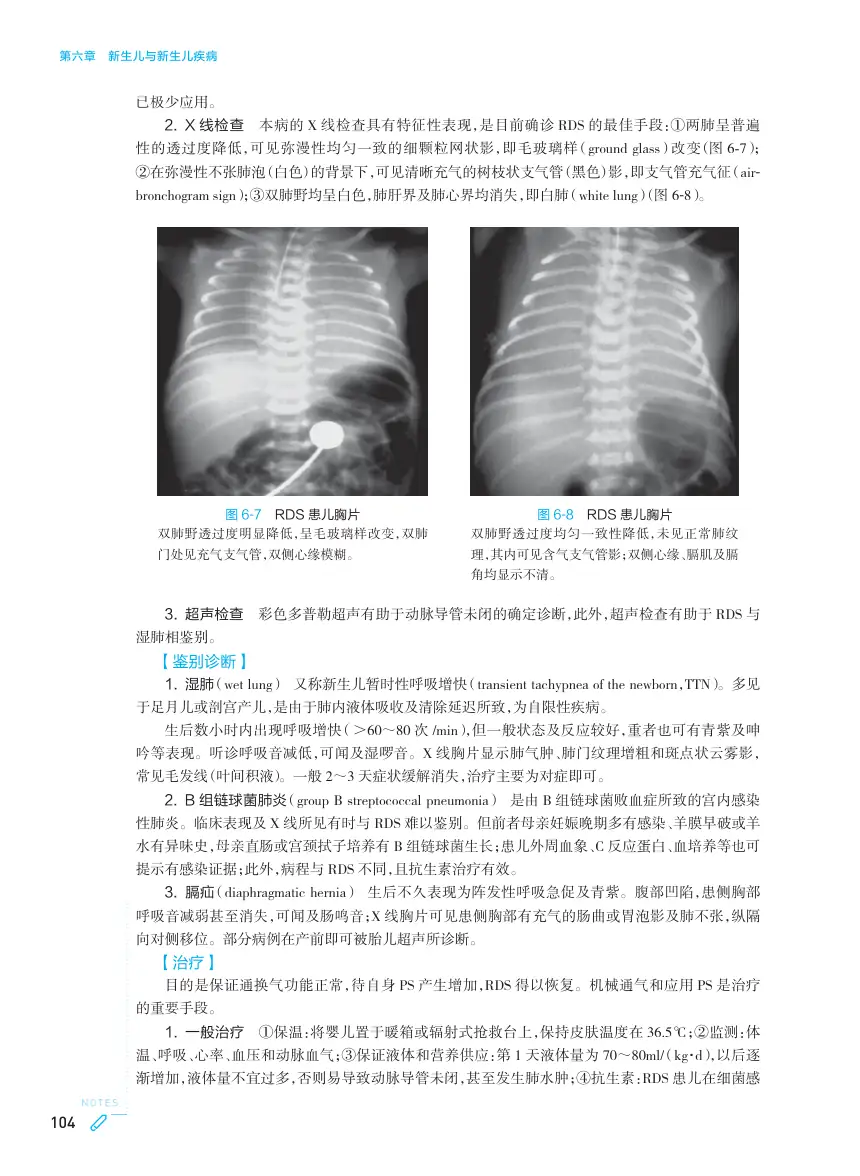 第六章 新生儿与新生儿疾病
已极少应用。
2. X 线检查 本病的 X 线检查具有特征性表现,是目前确诊 RDS 的最佳手段:①两肺呈普遍
性的透过度降低,可见弥漫性均匀一致的细颗粒网状影,即毛玻璃样(ground glass)改变(图 6-7);
②在弥漫性不张肺泡(白色)的背景下,可见清晰充气的树枝状支气管(黑色)影,即支气管充气征(air-
bronchogram sign);③双肺野均呈白色,肺肝界及肺心界均消失,即白肺(white lung)(图 6-8)。
图 6-7 RDS 患儿胸片
双肺野透过度明显降低,呈毛玻璃样改变,双肺
门处见充气支气管,双侧心缘模糊。
图 6-8 RDS 患儿胸片
双肺野透过度均匀一致性降低,未见正常肺纹
理,其内可见含气支气管影;双侧心缘、膈肌及膈
角均显示不清。
3. 超声检查 彩色多普勒超声有助于动脉导管未闭的确定诊断,此外,超声检查有助于 RDS 与
湿肺相鉴别。
【鉴别诊断】
1. 湿肺(wet lung) 又称新生儿暂时性呼吸增快(transient tachypnea of the newborn,TTN)。多见
于足月儿或剖宫产儿,是由于肺内液体吸收及清除延迟所致,为自限性疾病。
生后数小时内出现呼吸增快(>60～80 次 /min),但一般状态及反应较好,重者也可有青紫及呻
吟等表现。听诊呼吸音减低,可闻及湿啰音。X 线胸片显示肺气肿、肺门纹理增粗和斑点状云雾影,
常见毛发线(叶间积液)。一般 2～3 天症状缓解消失,治疗主要为对症即可。
2. B 组链球菌肺炎(group B streptococcal pneumonia) 是由 B 组链球菌败血症所致的宫内感染
性肺炎。临床表现及 X 线所见有时与 RDS 难以鉴别。但前者母亲妊娠晚期多有感染、羊膜早破或羊
水有异味史,母亲直肠或宫颈拭子培养有 B 组链球菌生长;患儿外周血象、C 反应蛋白、血培养等也可
提示有感染证据;此外,病程与 RDS 不同,且抗生素治疗有效。
3. 膈疝(diaphragmatic hernia) 生后不久表现为阵发性呼吸急促及青紫。腹部凹陷,患侧胸部
呼吸音减弱甚至消失,可闻及肠鸣音;X 线胸片可见患侧胸部有充气的肠曲或胃泡影及肺不张,纵隔
向对侧移位。部分病例在产前即可被胎儿超声所诊断。
【治疗】
目的是保证通换气功能正常,待自身 PS 产生增加,RDS 得以恢复。机械通气和应用 PS 是治疗
的重要手段。
1. 一般治疗 ①保温:将婴儿置于暖箱或辐射式抢救台上,保持皮肤温度在 36.5℃;②监测:体
温、呼吸、心率、血压和动脉血气;③保证液体和营养供应:第 1 天液体量为 70～80ml/(kg·d),以后逐
渐增加,液体量不宜过多,否则易导致动脉导管未闭,甚至发生肺水肿;④抗生素:RDS 患儿在细菌感
NOTES
104